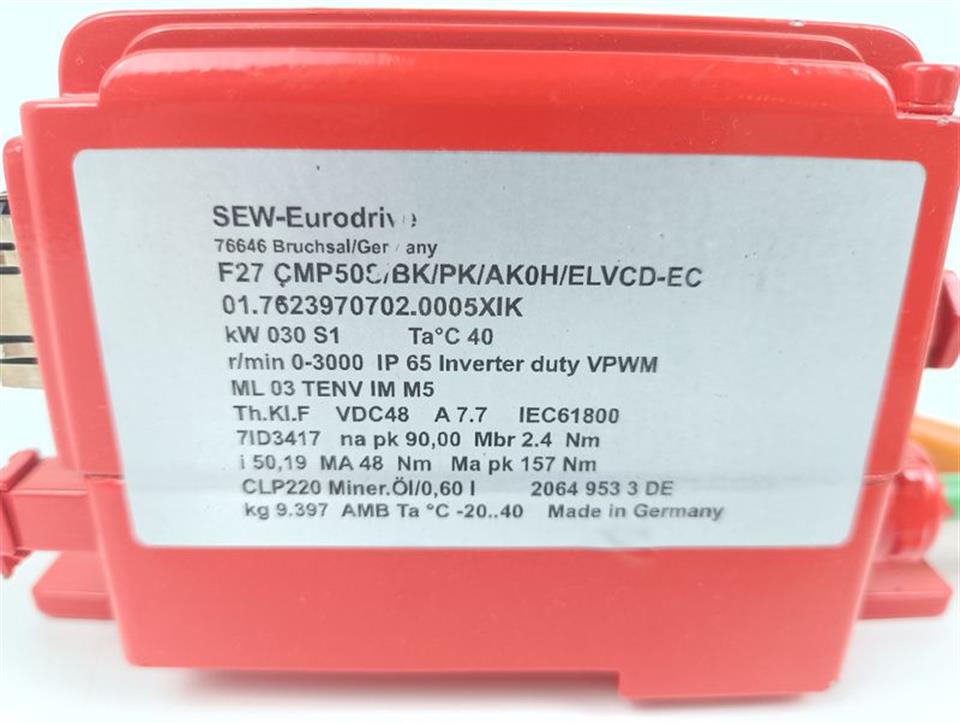 SEW-Eurodrive
76646 Bruchsal/Germany
F27 CMP50S/BK/PK/AK0H/ELVCD-EC
01.7623970702.0005XIK
kW 030 S1 Ta°C 40
r/min 0-3000 IP 65 Inverter duty VPWM
ML 03 TENV IM M5
Th.Kl.F VDC48 A 7.7 IEC61800
7ID3417 na pk 90,00 Mbr 2.4 Nm
i 50,19 MA 48 Nm Ma pk 157 Nm
CLP220 Miner.Öl/0,60 l 2064 953 3 DE
kg 9.397 AMB Ta °C -20..40 Made in Germany